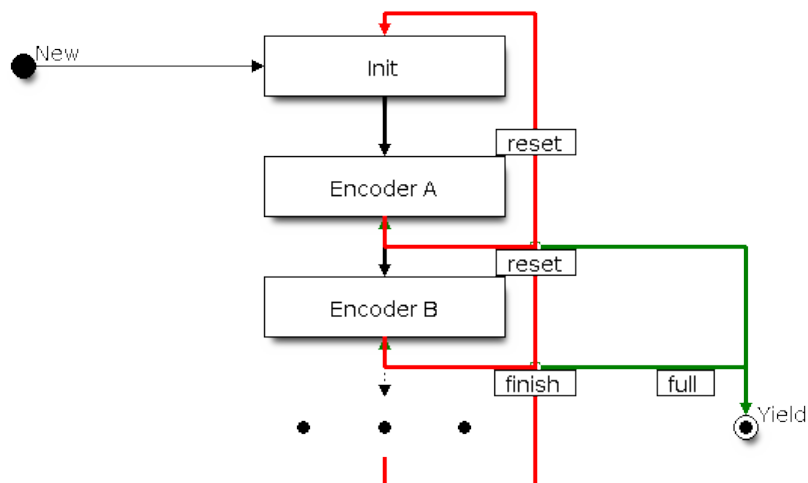 New
Init
reset
Encoder A
reset
Encoder B
finish
full
Yield